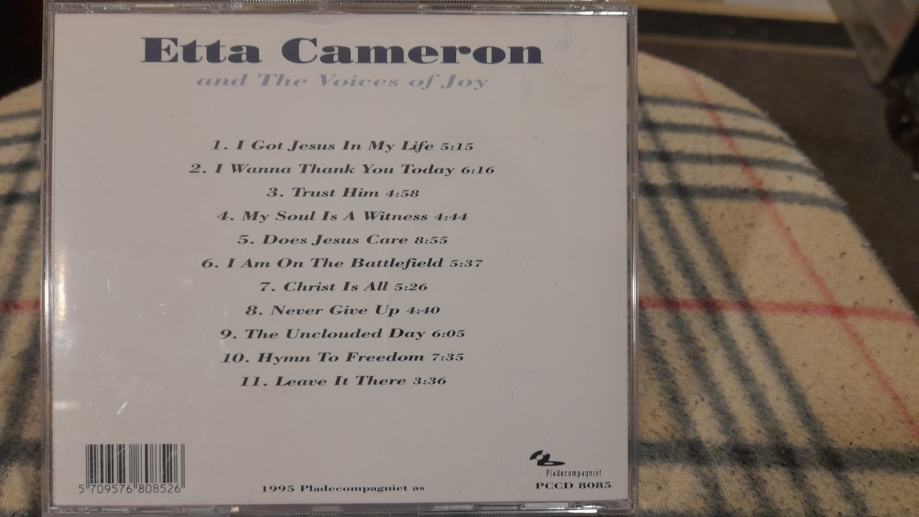 Etta Cameron
and The Voices of Joy
1. I Got Jesus In My Life 5:15
2. I Wanna Thank You Today 6:16
3. Trust Him 4:58
4. My Soul Is A Witness 4:44
5. Does Jesus Care 8:55
6. I Am On The Battlefield 5:37
7. Christ Is All 5:26
8. Never Give Up 4:40
9. The Unclouded Day 6:05
10. Hymn To Freedom 7:35
11. Leave It There 3:36
5 709576 808526
1995 Pladecompagniet as
Pladecompagniet
PCCD 8085